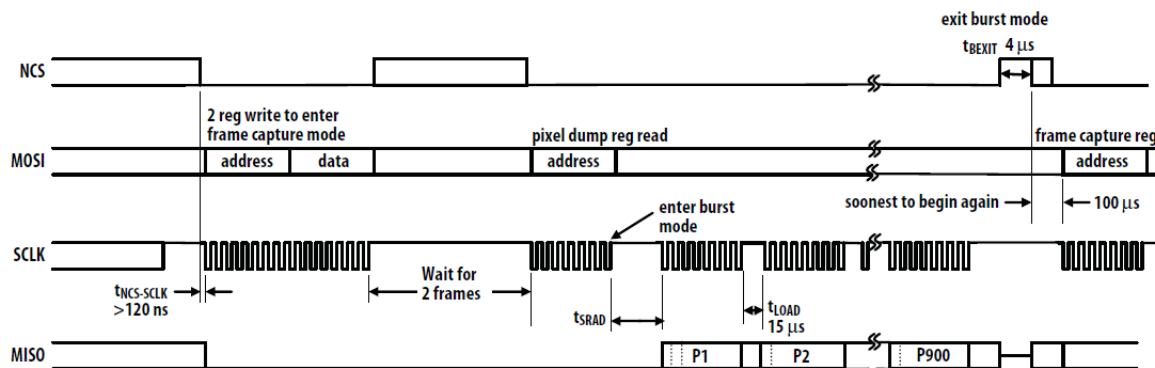 exit burst mode
tBEXIT 4 µs
NCS
2 reg write to enter
frame capture mode
pixel dump reg read
frame capture reg
MOSI
address
data
address
address
soonest to begin again
100 µs
enter burst
mode
SCLK
tNCS-SCLK
>120 ns
Wait for
2 frames
tSRAD
tLOAD
15 µs
MISO
P1
P2
P900